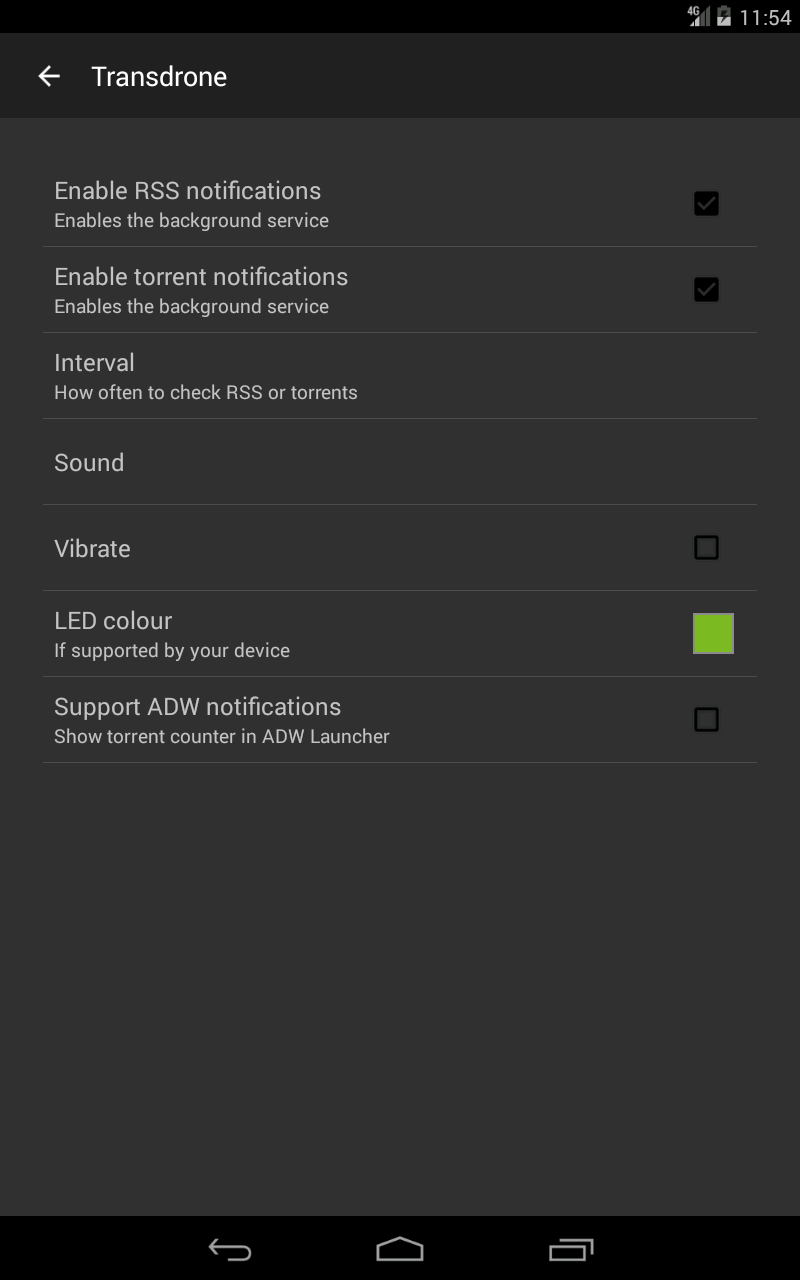 4G 11:54
Transdrone
Enable RSS notifications
Enables the background service
Enable torrent notifications
Enables the background service
Interval
How often to check RSS or torrents
Sound
Vibrate
LED colour
If supported by your device
Support ADW notifications
Show torrent counter in ADW Launcher